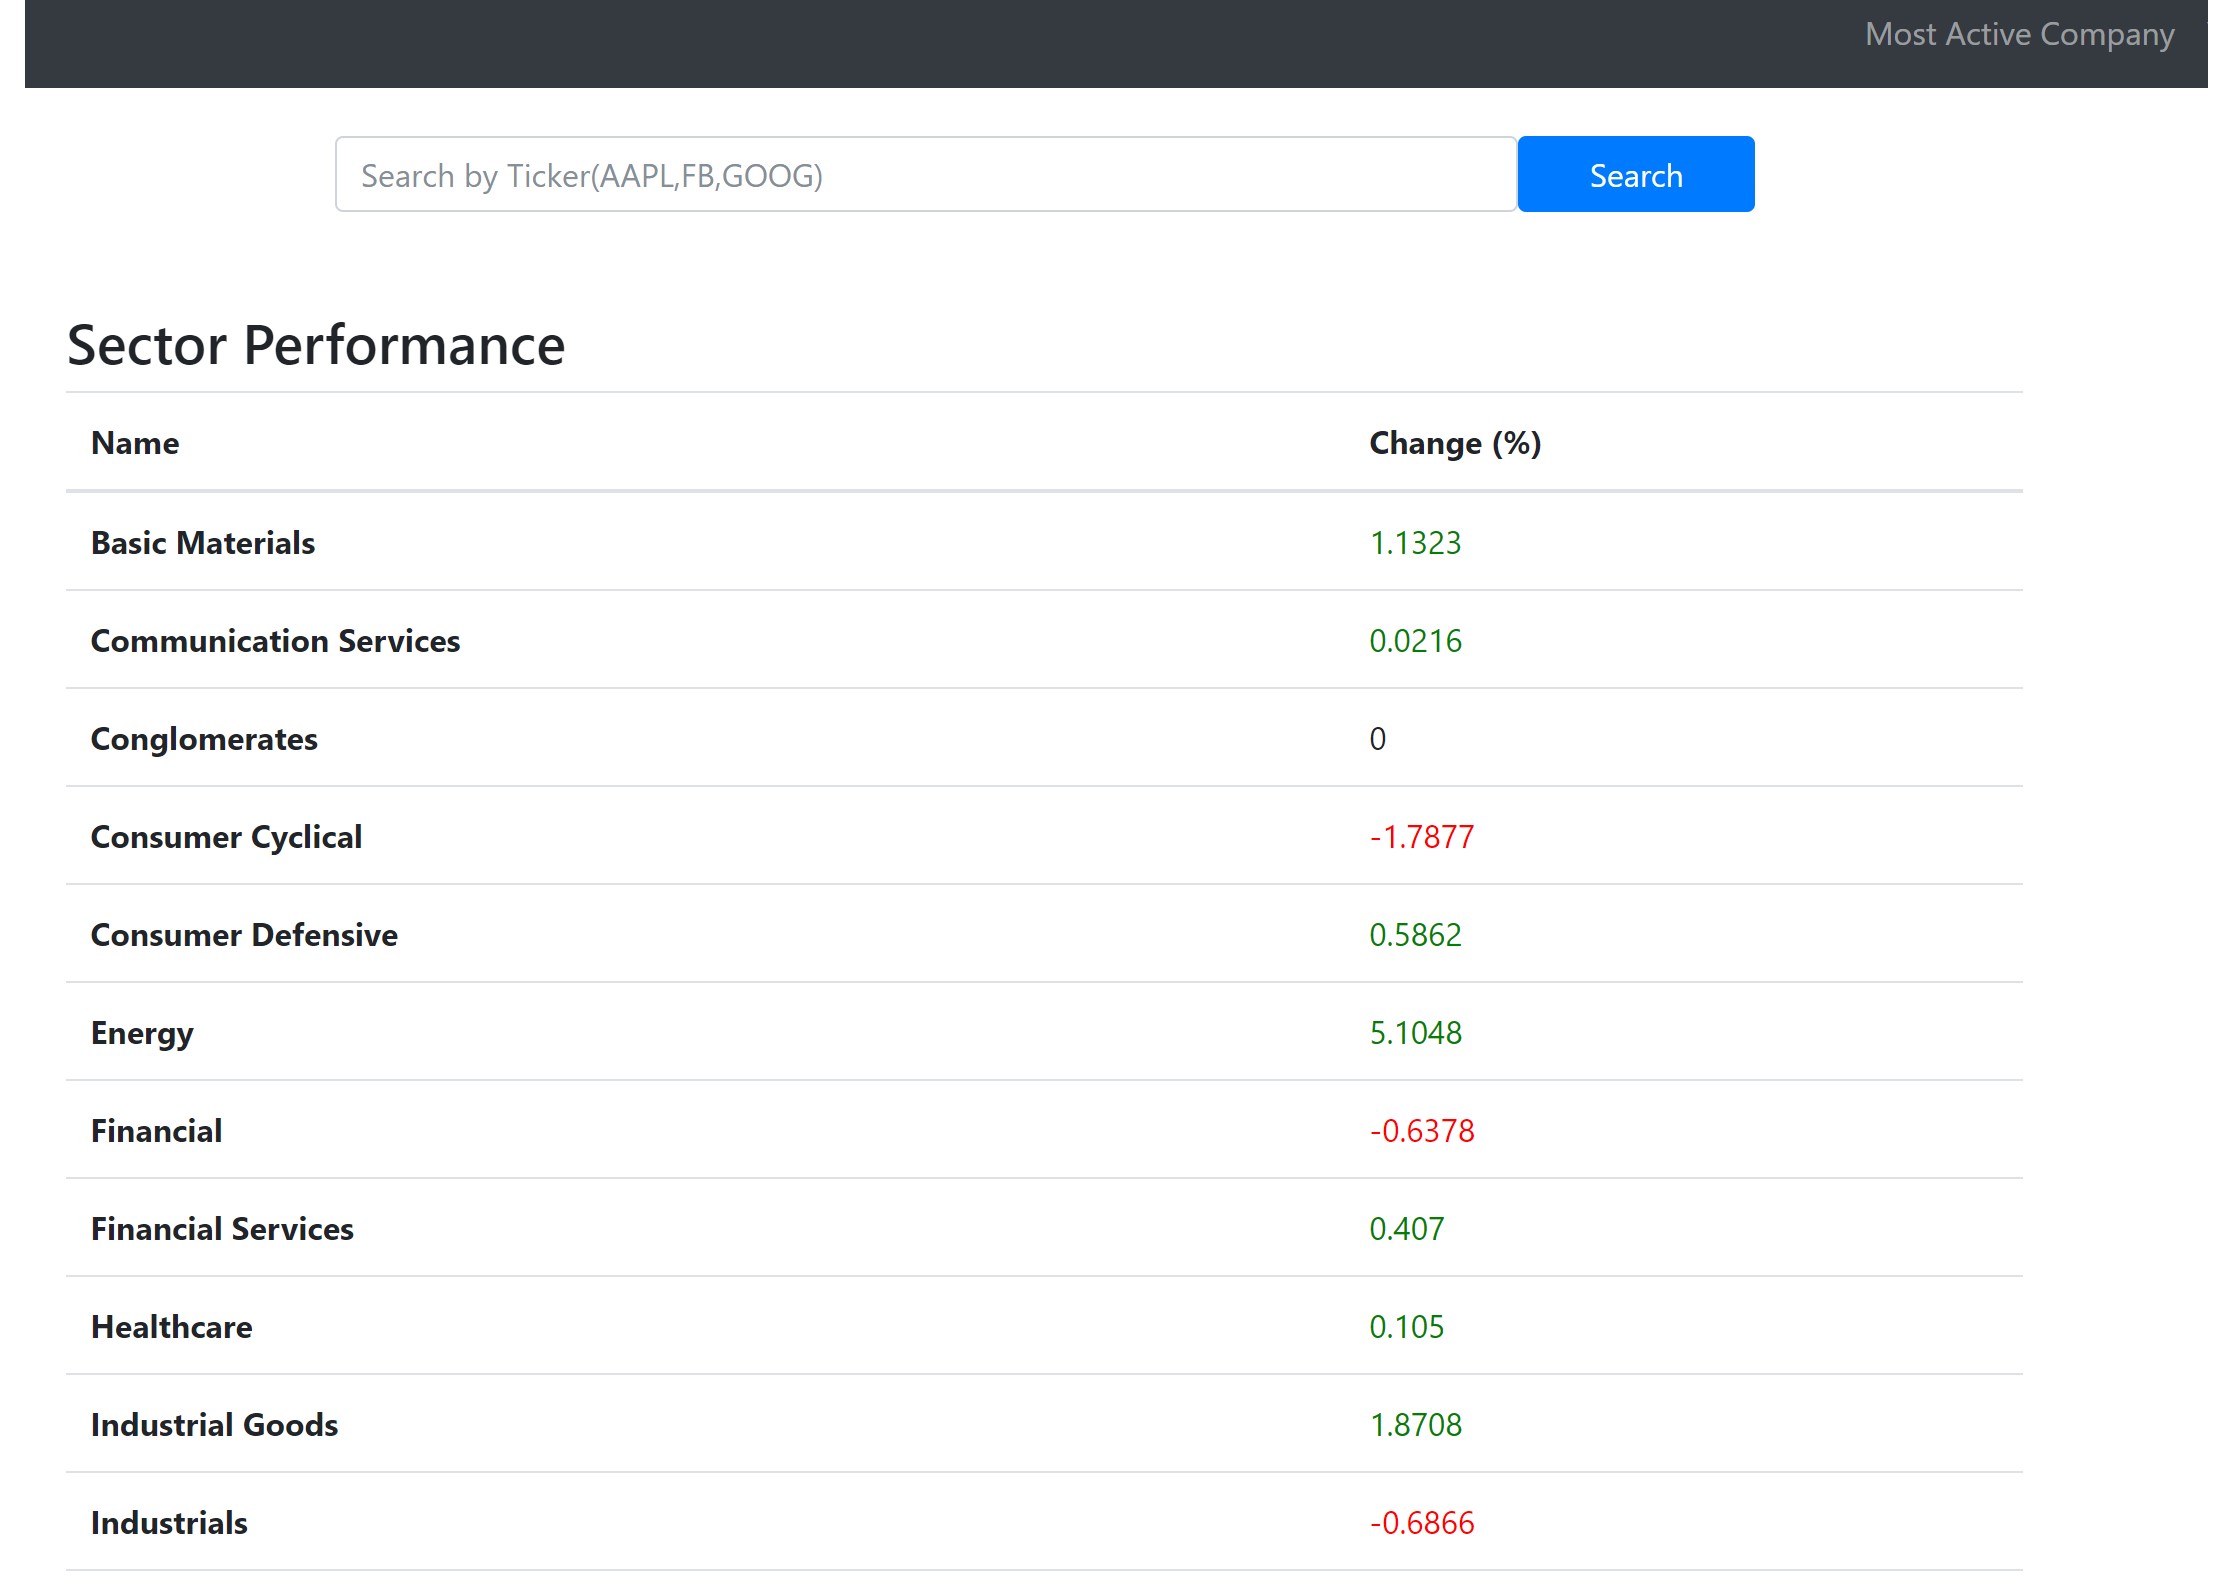 Most Active Company
Search by Ticker(AAPL,FB,GOOG) Search
Sector Performance
Name Change (%)
Basic Materials 1.1323
Communication Services 0.0216
Conglomerates 0
Consumer Cyclical -1.7877
Consumer Defensive 0.5862
Energy 5.1048
Financial -0.6378
Financial Services 0.407
Healthcare 0.105
Industrial Goods 1.8708
Industrials -0.6866